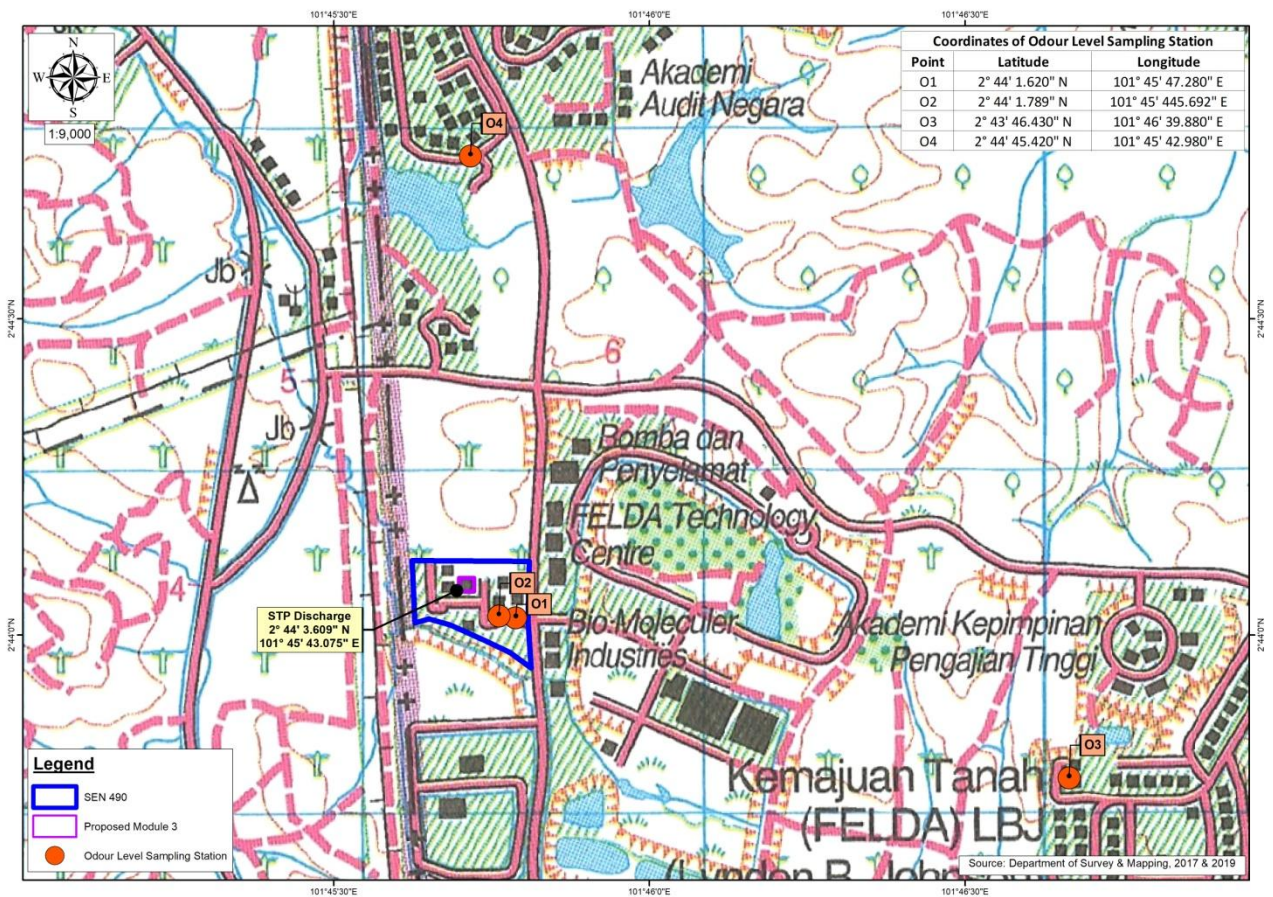 101°45'30"E 101°46'0"E 101°46'30"E
N
W E
S
1:9,000
Coordinates of Odour Level Sampling Station
Point Latitude Longitude
O1 2° 44' 1.620" N 101° 45' 47.280" E
O2 2° 44' 1.789" N 101° 45' 445.692" E
O3 2° 43' 46.430" N 101° 46' 39.880" E
O4 2° 44' 45.420" N 101° 45' 42.980" E
Akademi
Audit Negara
O4
Jb
2°44'30"N 2°44'30"N
6
5
Jb
Bomba dan
Penyelamat
FELDA Technology
Centre
4
O2
O1
STP Discharge
2° 44' 3.609" N
101° 45' 43.075" E
Bio-Moleculer
Industries
Akademi Kepimpinan
Pengajian Tinggi
2°44'0"N 2°44'0"N
O3
Kemajuan Tanah
(FELDA) LBJ
(Lyndon B. Johnson
Legend
SEN 490
Proposed Module 3
Odour Level Sampling Station
Source: Department of Survey & Mapping, 2017 & 2019
101°45'30"E 101°46'0"E 101°46'30"E